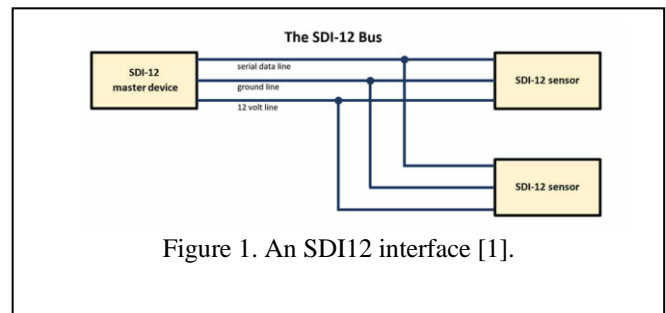 The SDI-12 Bus
SDI-12
master device
serial data line
ground line
12 volt line
SDI-12 sensor
SDI-12 sensor
Figure 1. An SDI12 interface [1].